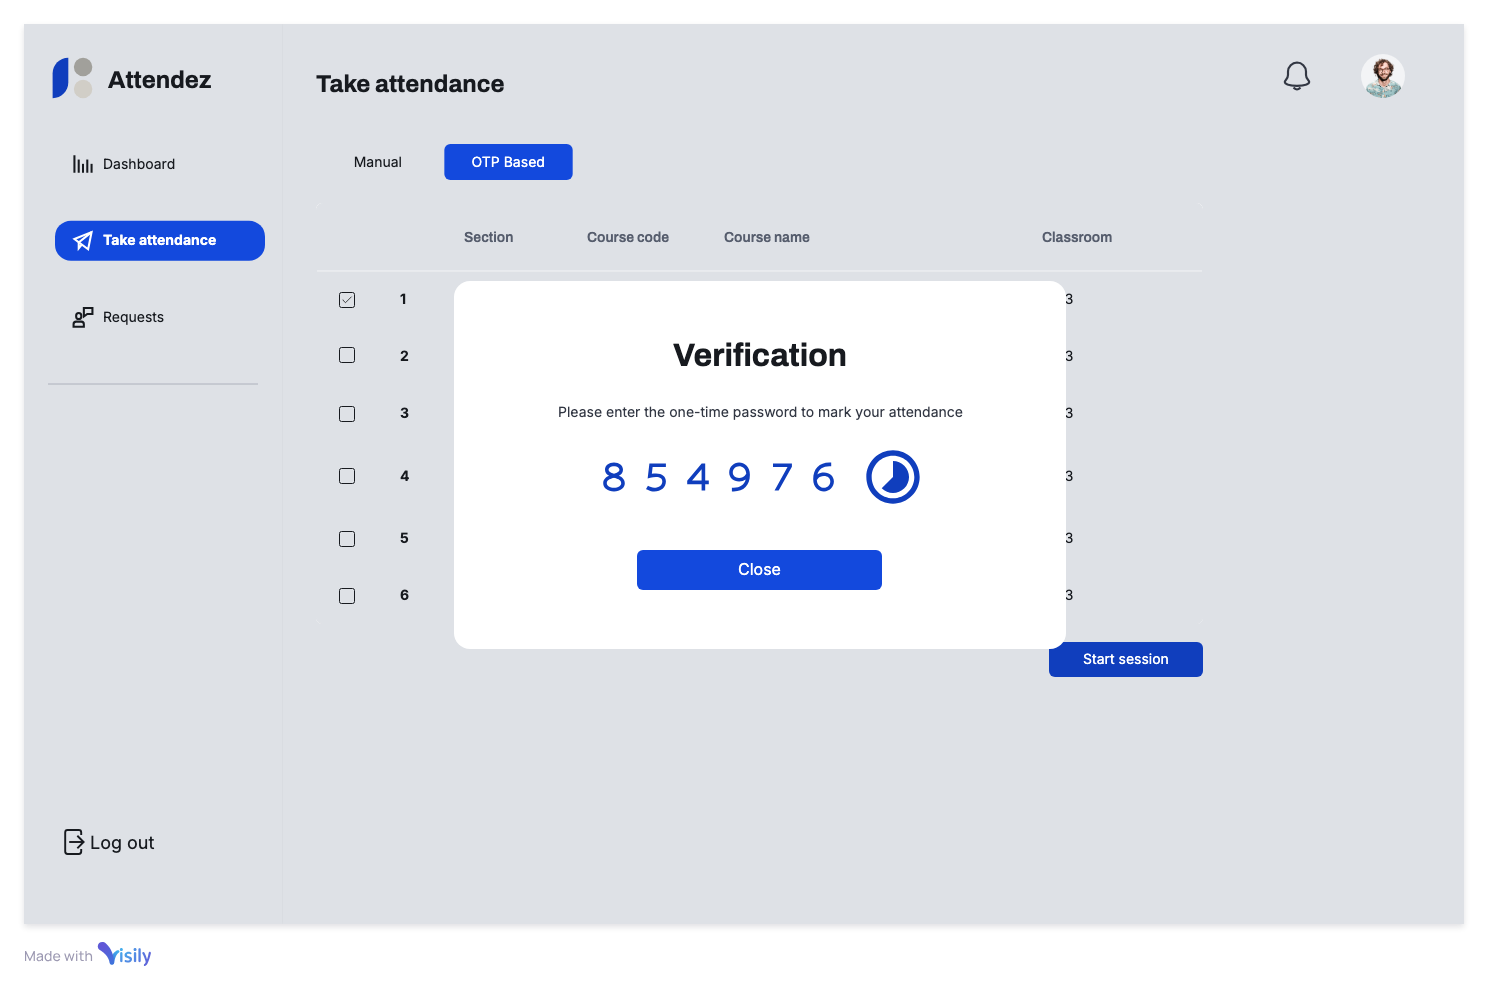 Attendez
Take attendance
Dashboard
Take attendance
Requests
Log out
Manual OTP Based
Section Course code Course name Classroom
1 3
2 3
3 3
4 3
5 3
6 3
Verification
Please enter the one-time password to mark your attendance
8 5 4 9 7 6
Close
Start session
Made with Visily